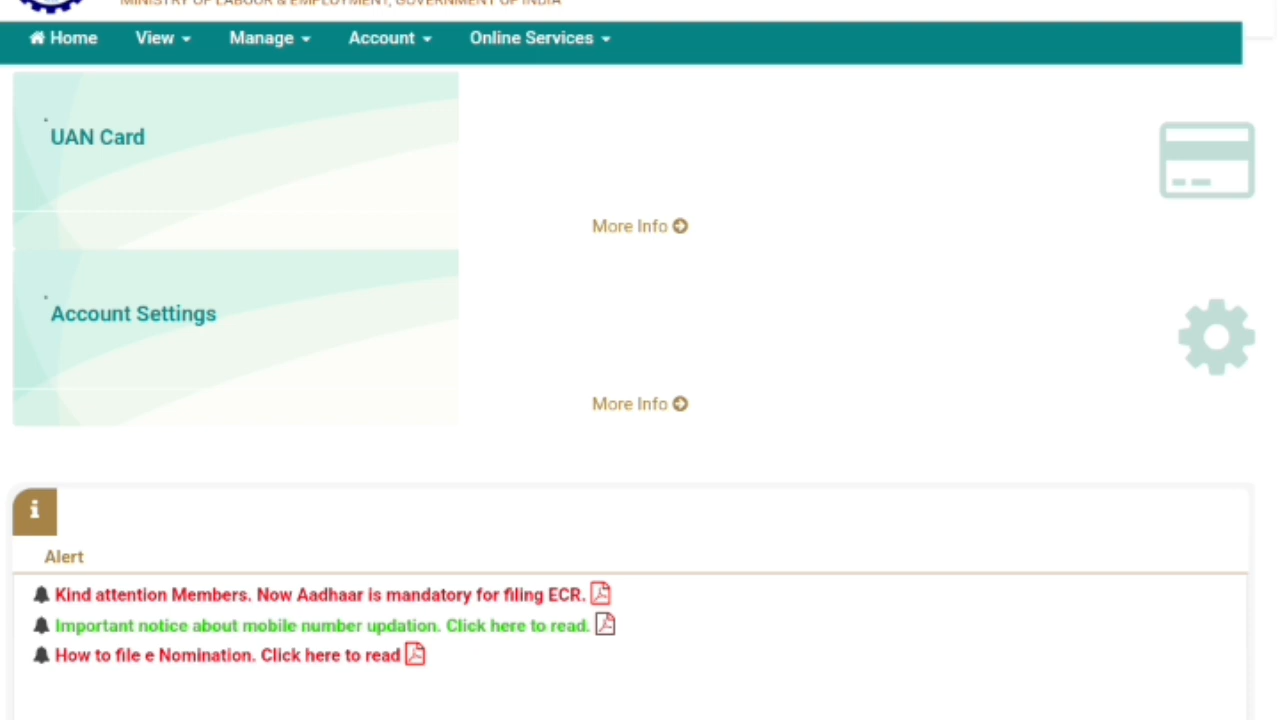 MINISTRY OF LABOUR & EMPLOYMENT, GOVERNMENT OF INDIA
Home View Manage Account Online Services
UAN Card
More Info
Account Settings
More Info
i
Alert
Kind attention Members. Now Aadhaar is mandatory for filing ECR.
Important notice about mobile number updation. Click here to read.
How to file e Nomination. Click here to read